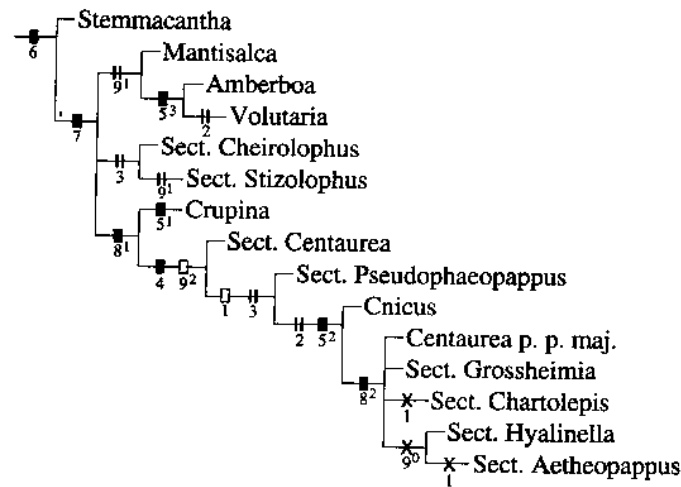 Stemmacantha
6
Mantisalca
9¹
Amberboa
5³
7
Volutaria
2
Sect. Cheirolophus
3
Sect. Stizolophus
9¹
Crupina
5¹
8¹
Sect. Centaurea
4 9²
Sect. Pseudophaeopappus
1 3
Cnicus
2 5²
Centaurea p. p. maj.
Sect. Grossheimia
8²
Sect. Chartolepis
1
Sect. Hyalinella
9⁰
Sect. Aetheopappus
1